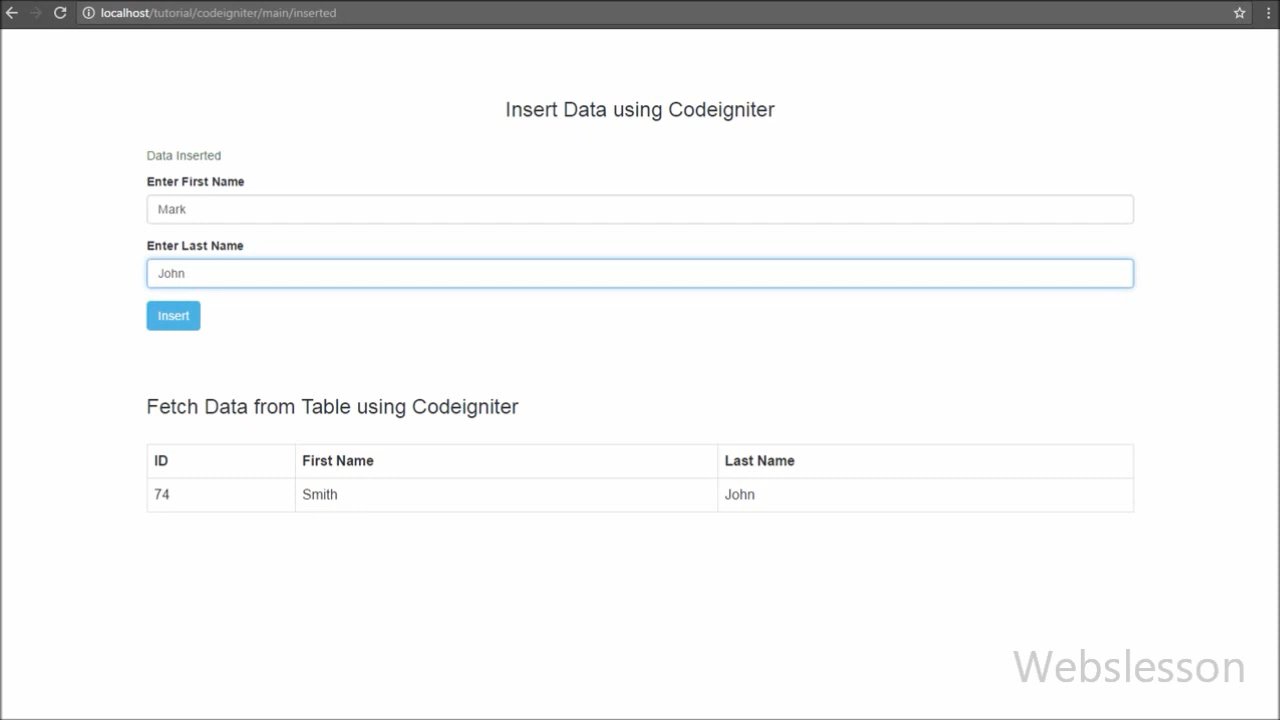 localhost/tutorial/codeigniter/main/inserted
Insert Data using Codeigniter
Data Inserted
Enter First Name
Mark
Enter Last Name
John
Insert
Fetch Data from Table using Codeigniter
ID First Name Last Name
74 Smith John
Webslesson